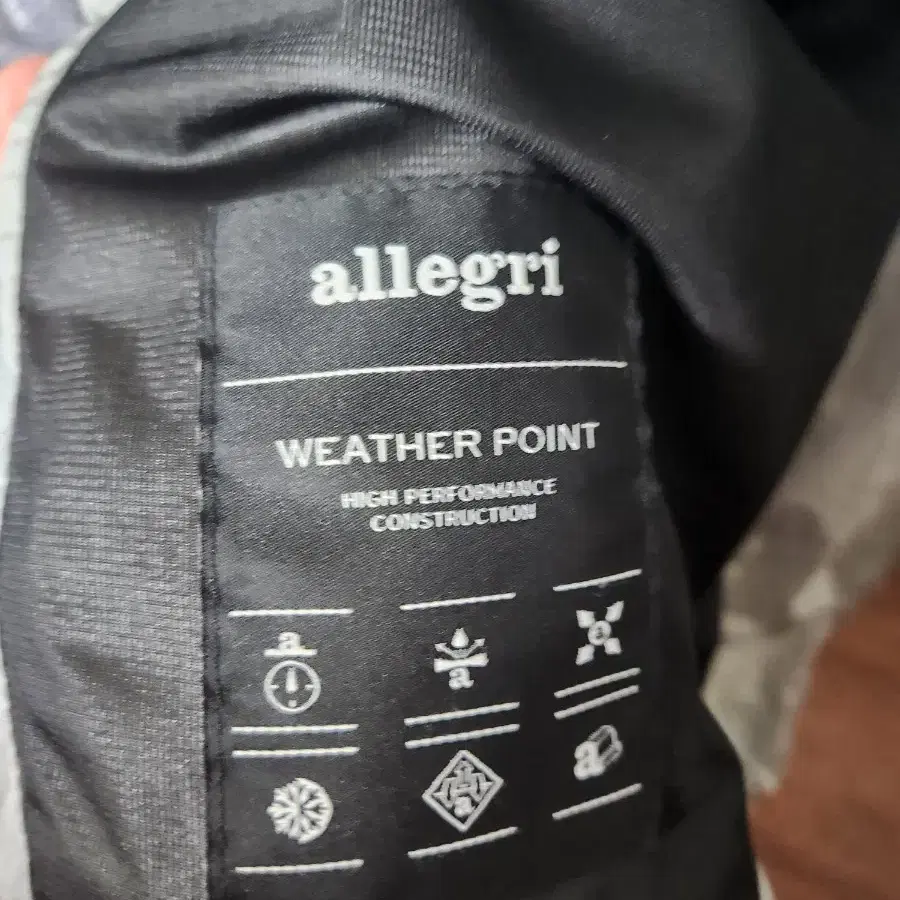 allegri
WEATHER POINT
HIGH PERFORMANCE
CONSTRUCTION
a
a
a
a
a